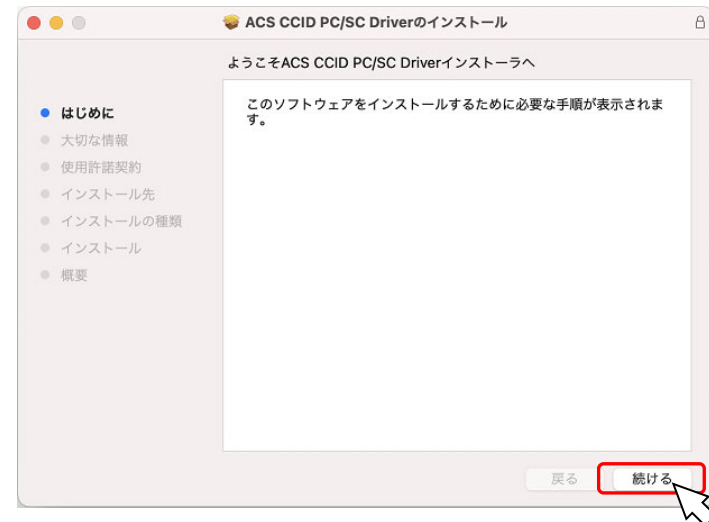 ACS CCID PC/SC Driverのインストール
ようこそACS CCID PC/SC Driverインストーラへ
はじめに
大切な情報
使用許諾契約
インストール先
インストールの種類
インストール
概要
このソフトウェアをインストールするために必要な手順が表示されま
す。
戻る
続ける